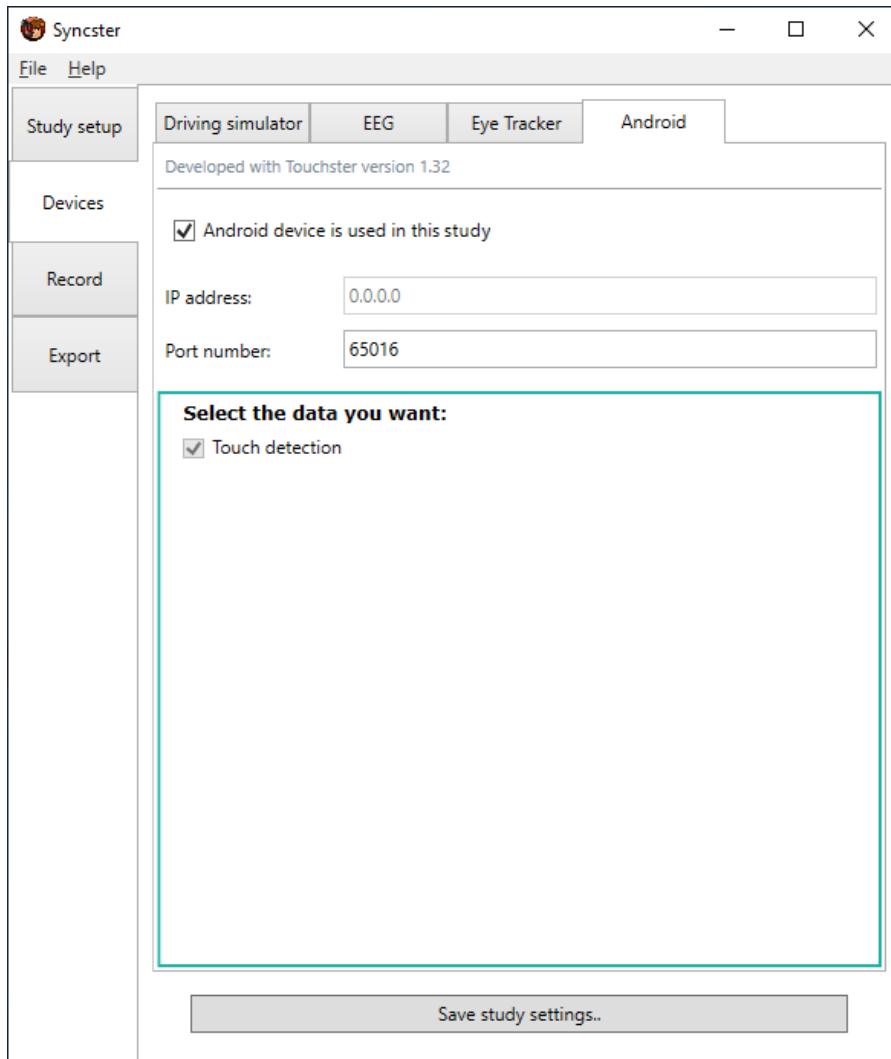 Syncster
File Help
Study setup
Devices
Record
Export
Driving simulator EEG Eye Tracker Android
Developed with Touchster version 1.32
Android device is used in this study
IP address: 0.0.0.0
Port number: 65016
Select the data you want:
Touch detection
Save study settings..